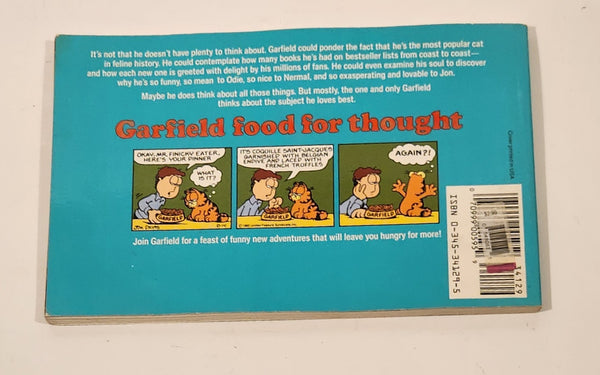 It's not that he doesn't have plenty to think about. Garfield could ponder the fact that he's the most popular cat
in feline history. He could contemplate how many books he's had on bestseller lists from coast to coast—
and how each new one is greeted with delight by his millions of fans. He could even examine his soul to discover
why he's so funny, so mean to Odie, so nice to Nermal, and so exasperating and lovable to Jon.
Maybe he does think about all those things. But mostly, the one and only Garfield
thinks about the subject he loves best.
Garfield food for thought
OKAY, MR. FINICKY EATER,
HERE'S YOUR DINNER
WHAT
IS IT?
GARFIELD
JIM DAVIS
IT'S COQUILLE SAINT-JACQUES
GARNISHED WITH BELGIAN
ENDIVE AND LACED WITH
FRENCH TRUFFLES
GARFIELD
AGAIN?!
GARFIELD
Join Garfield for a feast of funny new adventures that will leave you hungry for more!
Cover printed in USA
ISBN 0-345-34129-5
34129